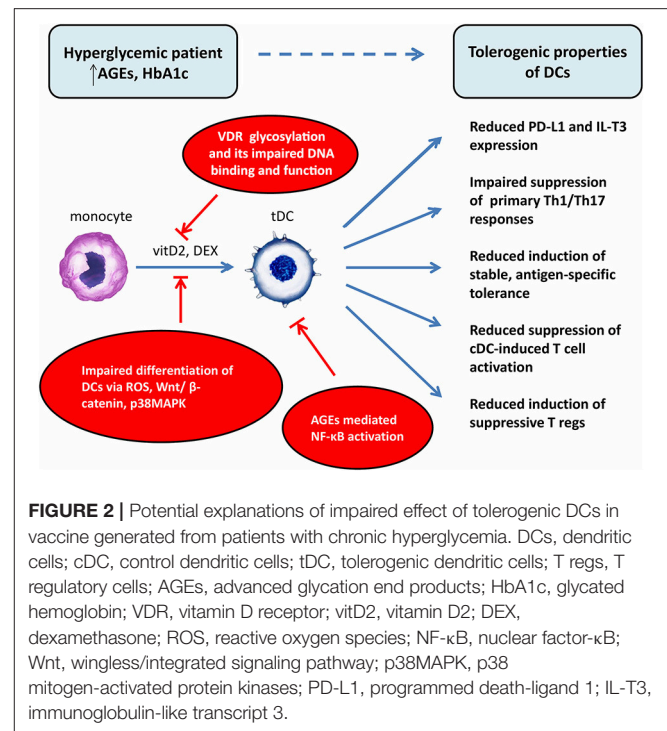 Hyperglycemic patient
↑AGEs, HbA1c
Tolerogenic properties
of DCs
VDR glycosylation
and its impaired DNA
binding and function
monocyte
vitD2, DEX
tDC
Impaired differentiation of
DCs via ROS, Wnt/ β-
catenin, p38MAPK
AGEs mediated
NF-κB activation
Reduced PD-L1 and IL-T3
expression
Impaired suppression
of primary Th1/Th17
responses
Reduced induction of
stable, antigen-specific
tolerance
Reduced suppression of
cDC-induced T cell
activation
Reduced induction of
suppressive T regs
FIGURE 2 | Potential explanations of impaired effect of tolerogenic DCs in
vaccine generated from patients with chronic hyperglycemia. DCs, dendritic
cells; cDC, control dendritic cells; tDC, tolerogenic dendritic cells; T regs, T
regulatory cells; AGEs, advanced glycation end products; HbA1c, glycated
hemoglobin; VDR, vitamin D receptor; vitD2, vitamin D2; DEX,
dexamethasone; ROS, reactive oxygen species; NF-κB, nuclear factor-κB;
Wnt, wingless/integrated signaling pathway; p38MAPK, p38
mitogen-activated protein kinases; PD-L1, programmed death-ligand 1; IL-T3,
immunoglobulin-like transcript 3.